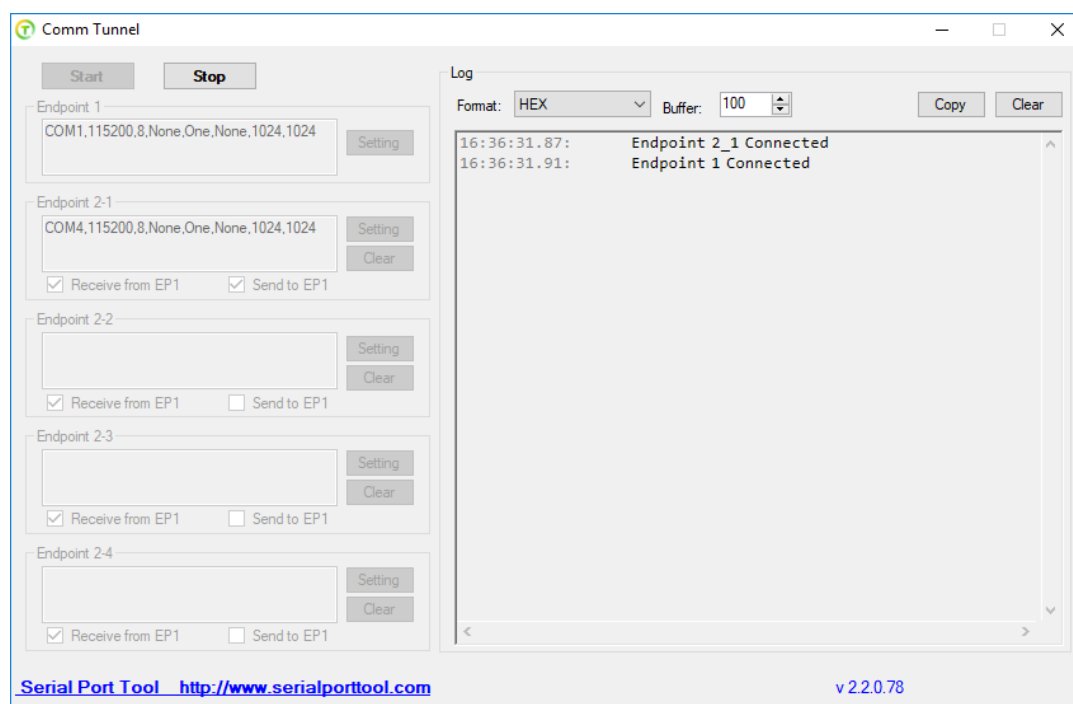 Comm Tunnel
Start Stop
Endpoint 1
COM1,115200,8,None,One,None,1024,1024
Setting
Endpoint 2-1
COM4,115200,8,None,One,None,1024,1024
Setting
Clear
Receive from EP1 Send to EP1
Endpoint 2-2
Setting
Clear
Receive from EP1 Send to EP1
Endpoint 2-3
Setting
Clear
Receive from EP1 Send to EP1
Endpoint 2-4
Setting
Clear
Receive from EP1 Send to EP1
Log
Format: HEX Buffer: 100 Copy Clear
16:36:31.87: Endpoint 2_1 Connected
16:36:31.91: Endpoint 1 Connected
Serial Port Tool http://www.serialporttool.com
v 2.2.0.78